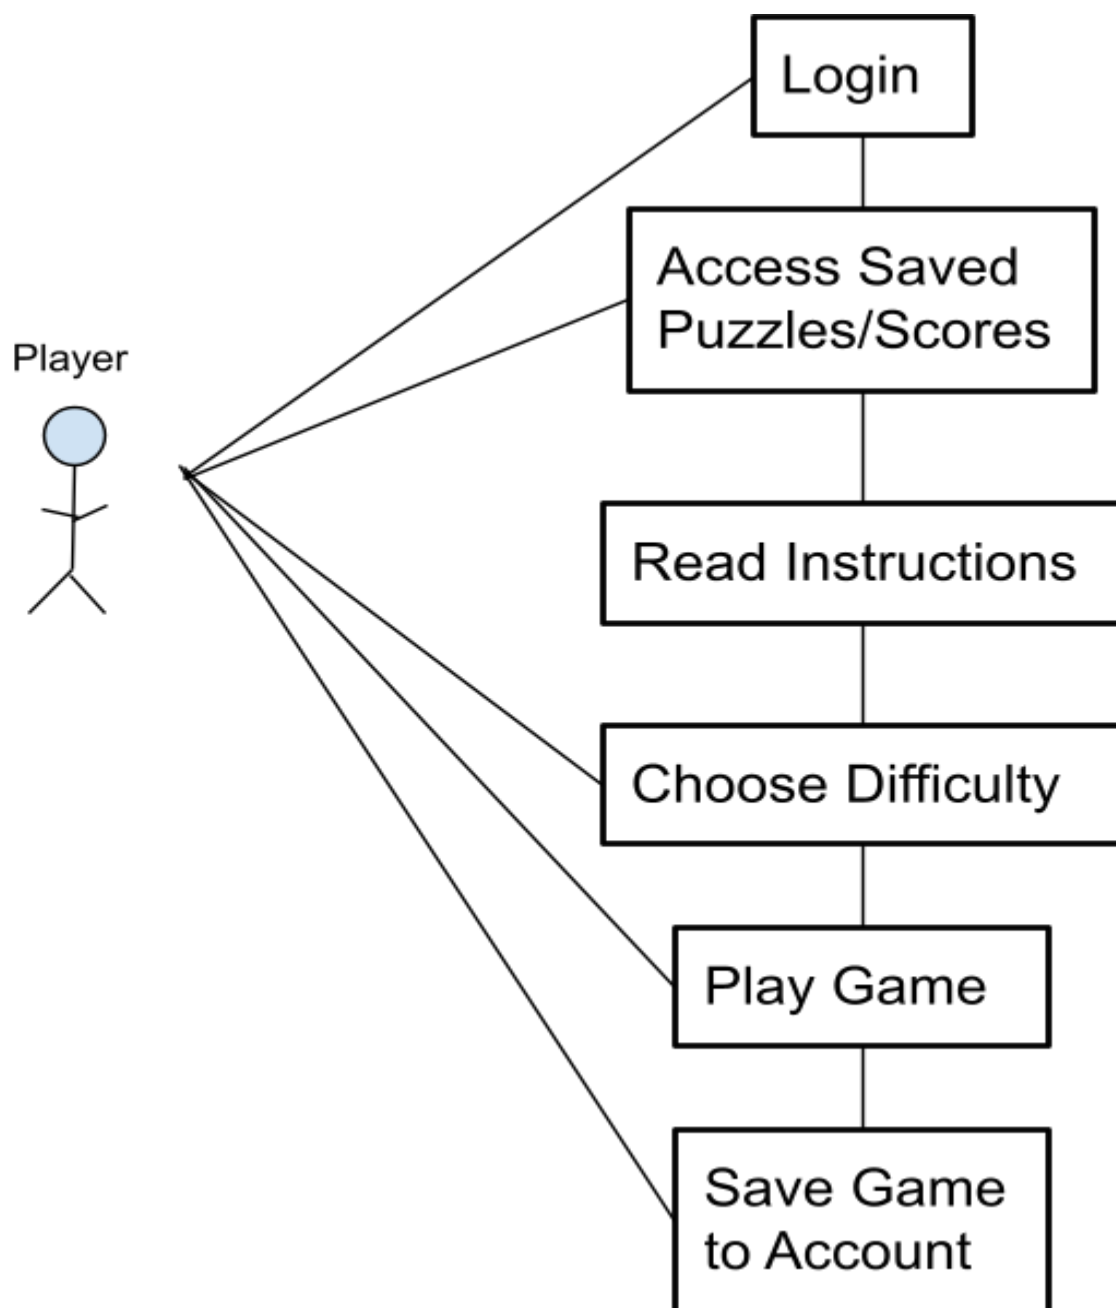 Login
Access Saved
Puzzles/Scores
Player
Read Instructions
Choose Difficulty
Play Game
Save Game
to Account